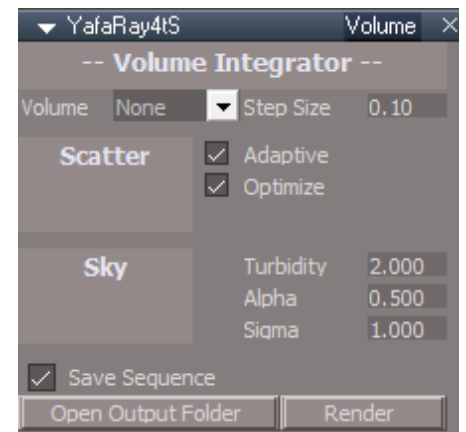 YafaRay4tS Volume ×
-- Volume Integrator --
Volume None Step Size 0.10
Scatter Adaptive
Optimize
Sky Turbidity 2.000
Alpha 0.500
Sigma 1.000
Save Sequence
Open Output Folder Render